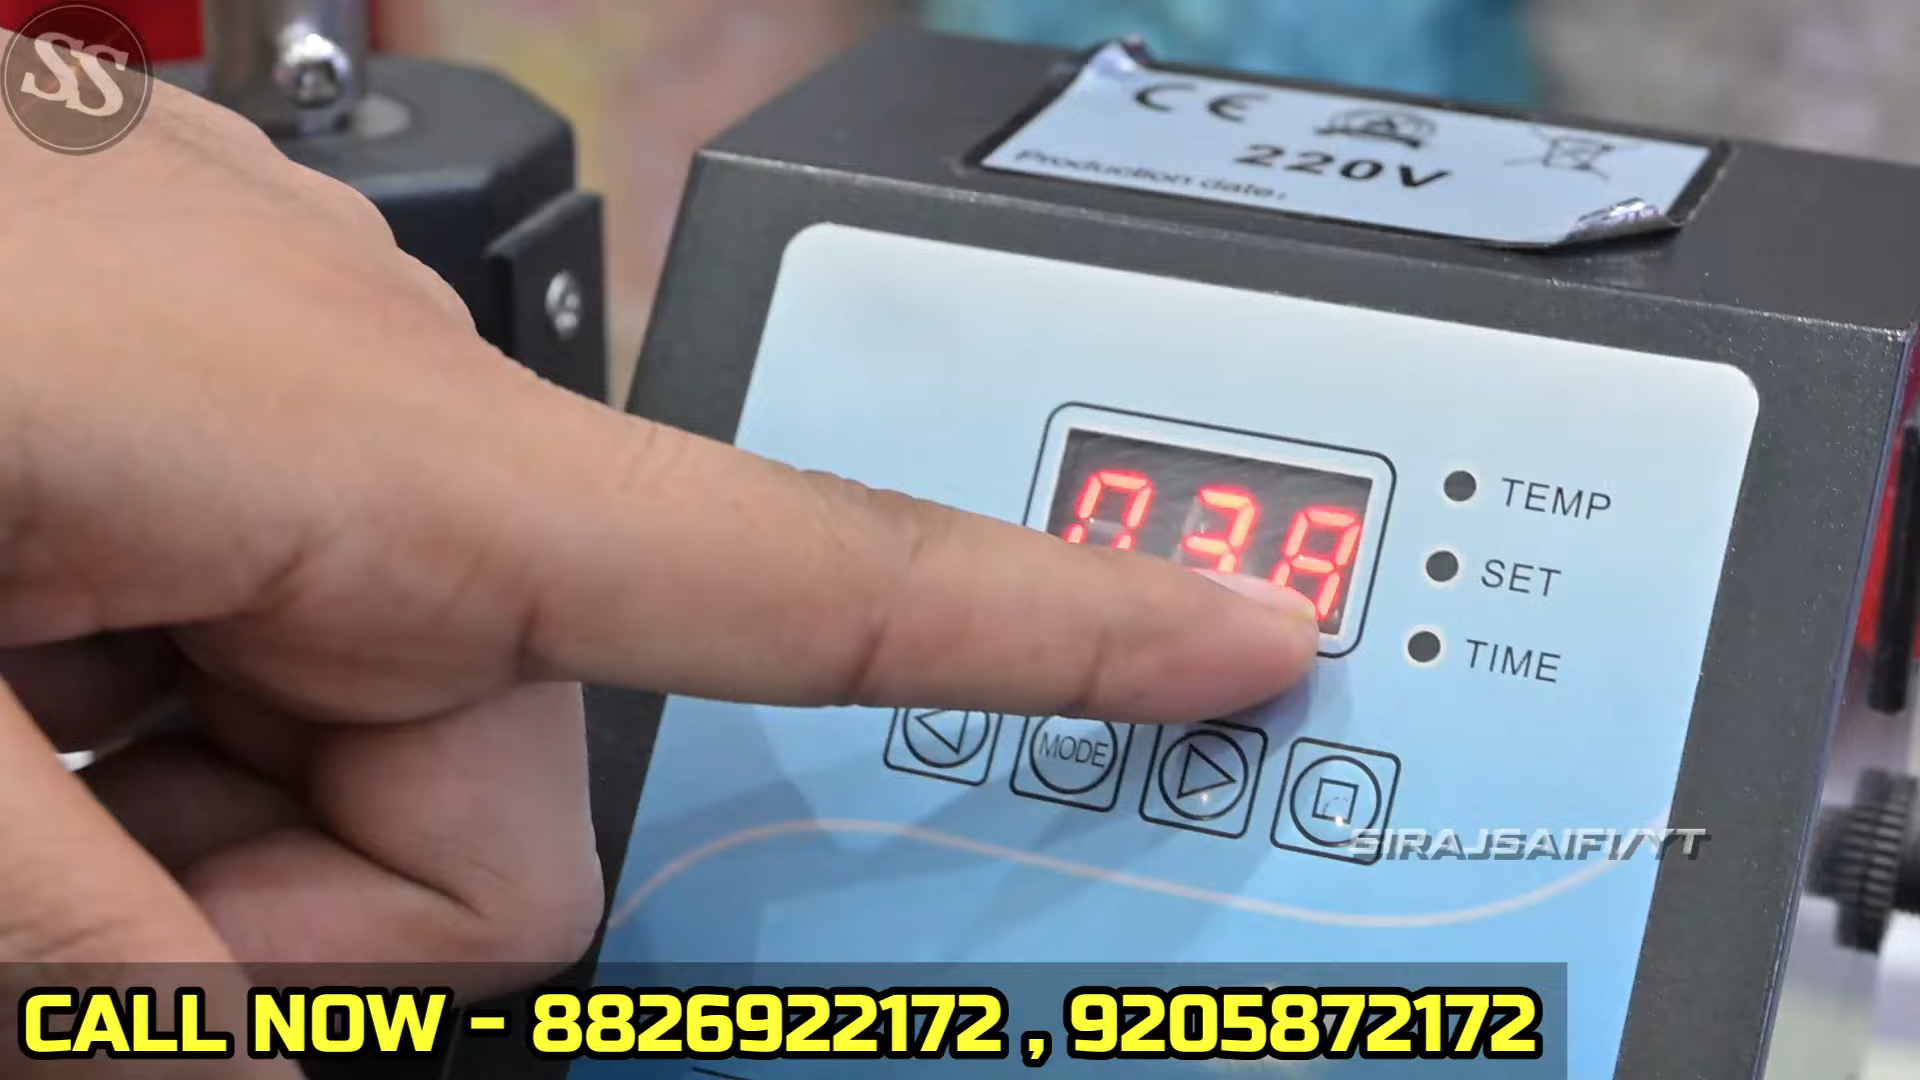 SS
CE
220V
Production date:
038
TEMP
SET
TIME
MODE
SIRAJSAIFI/YT
CALL NOW - 8826922172 , 9205872172